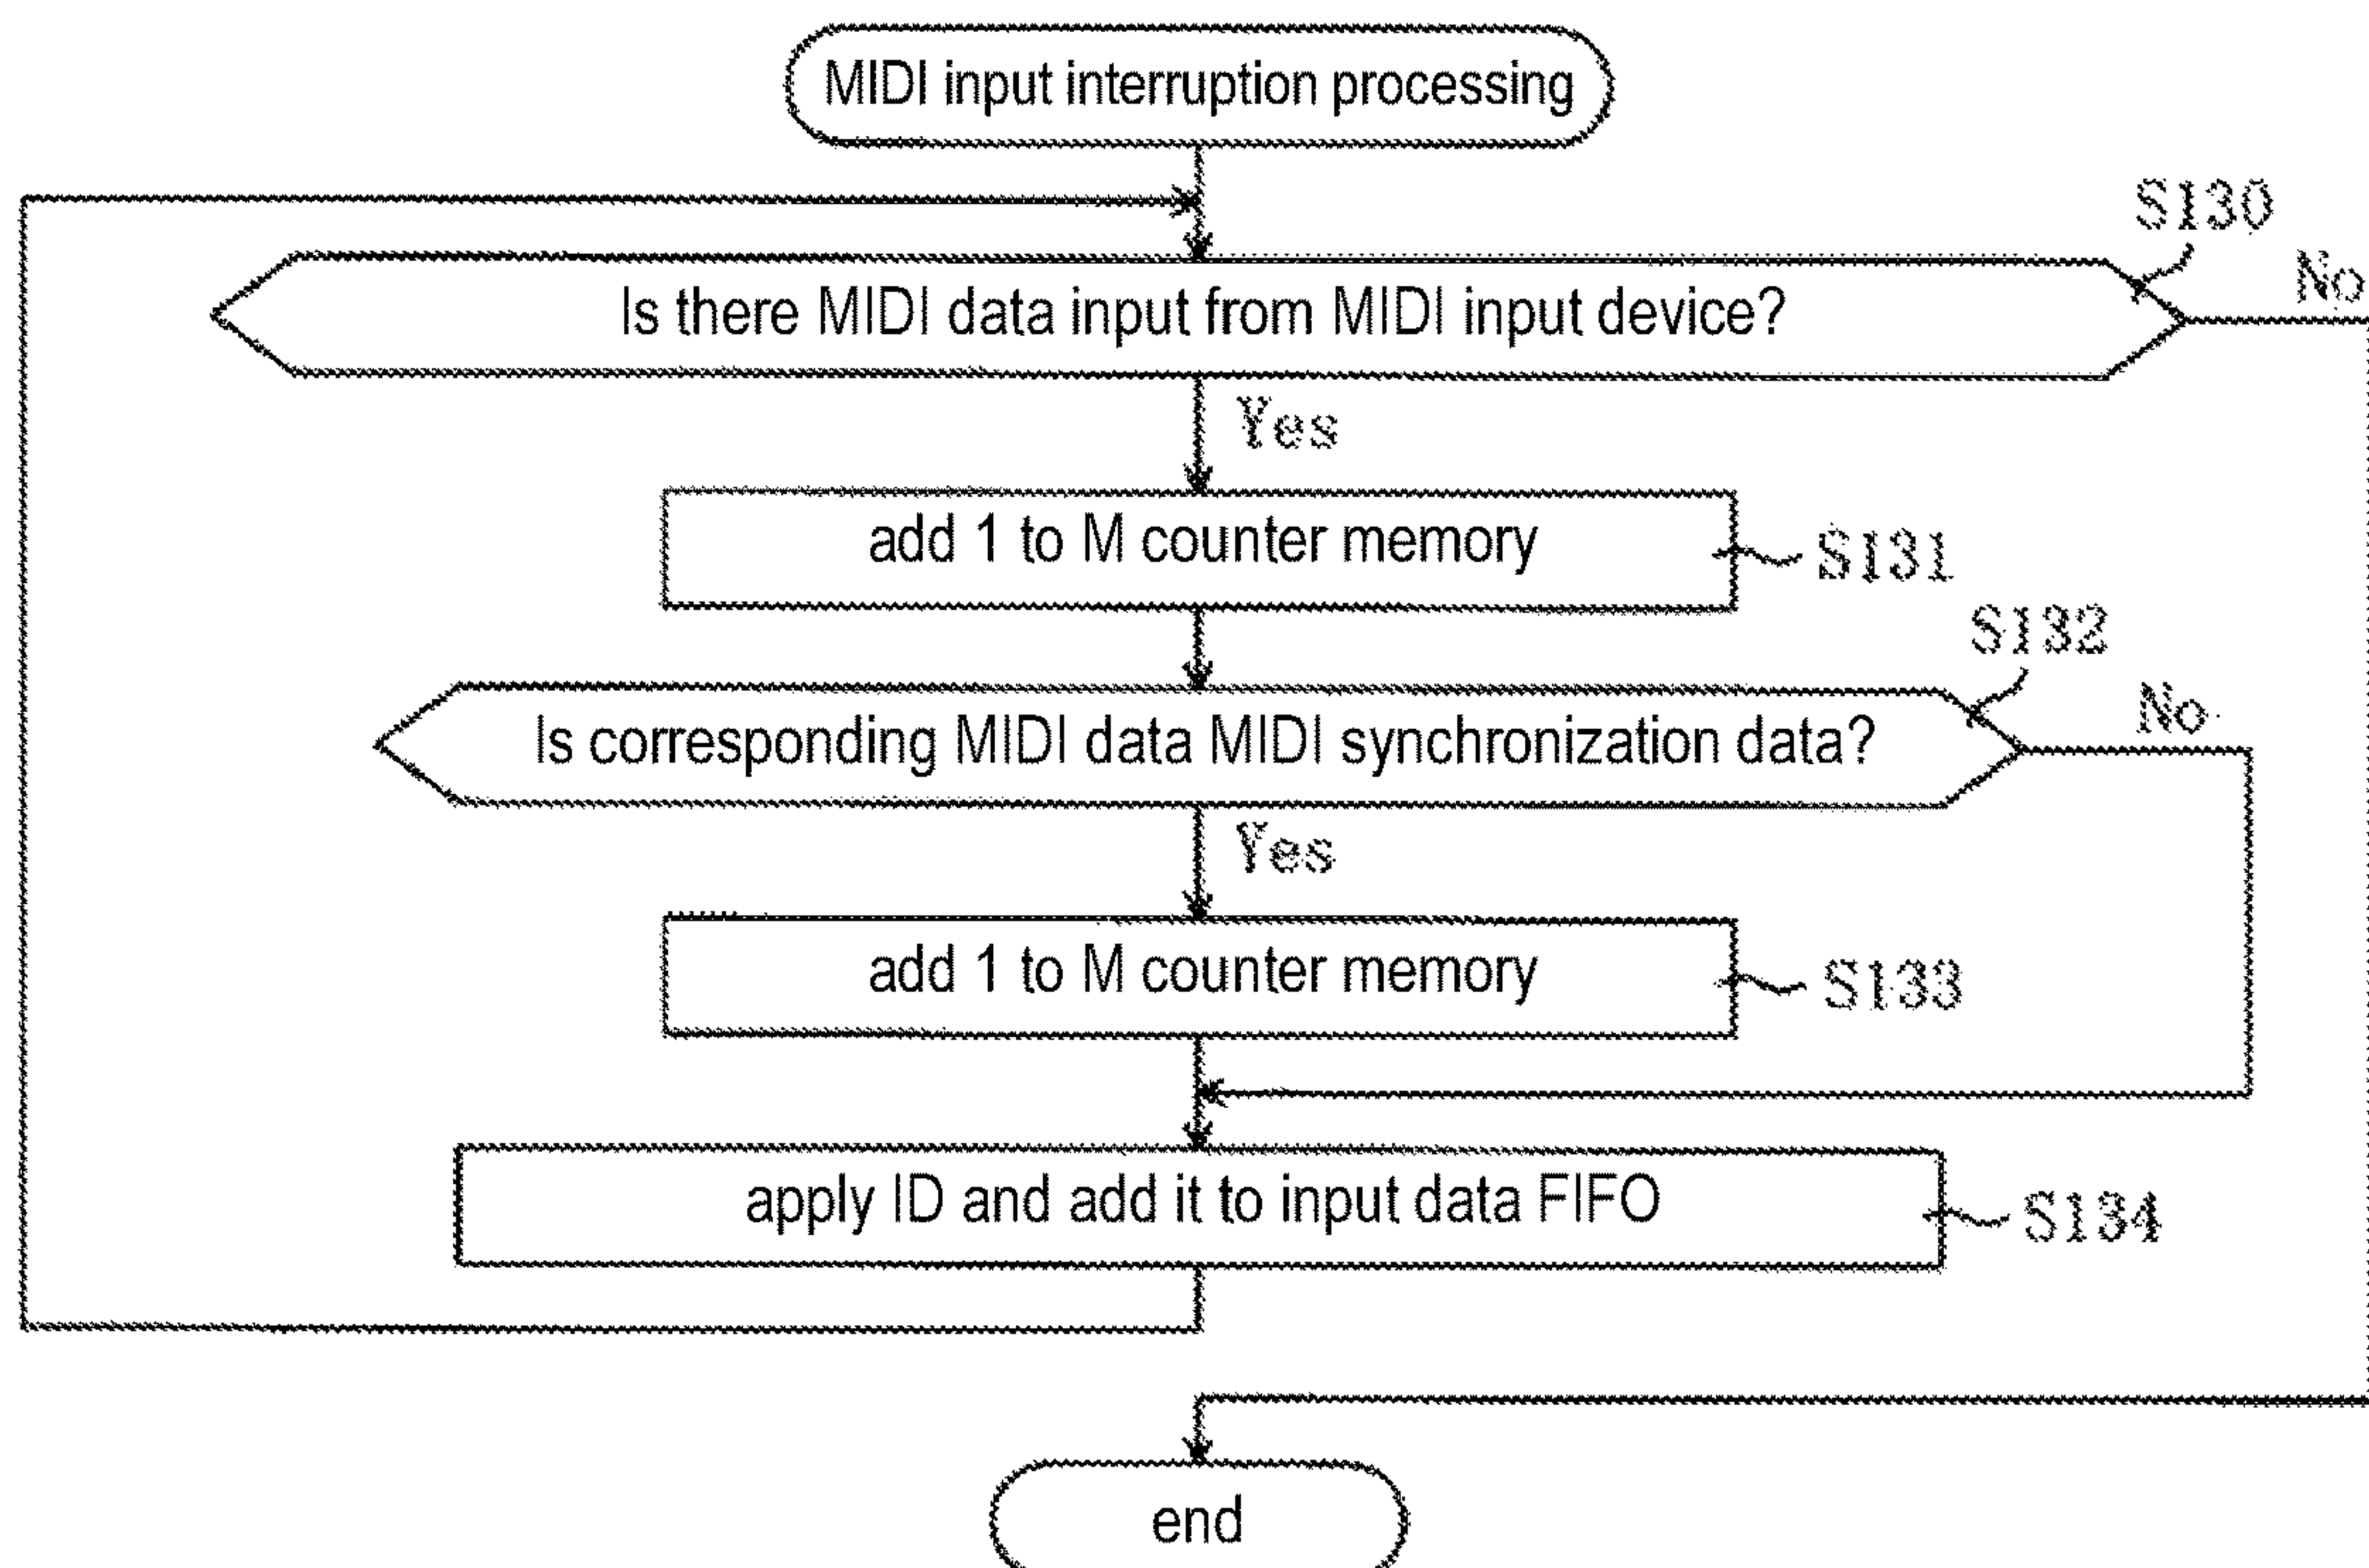 MIDI input interruption processing
S130
No
Is there MIDI data input from MIDI input device?
Yes
add 1 to M counter memory
S131
S132
No
Is corresponding MIDI data MIDI synchronization data?
Yes
add 1 to M counter memory
S133
apply ID and add it to input data FIFO
S134
end